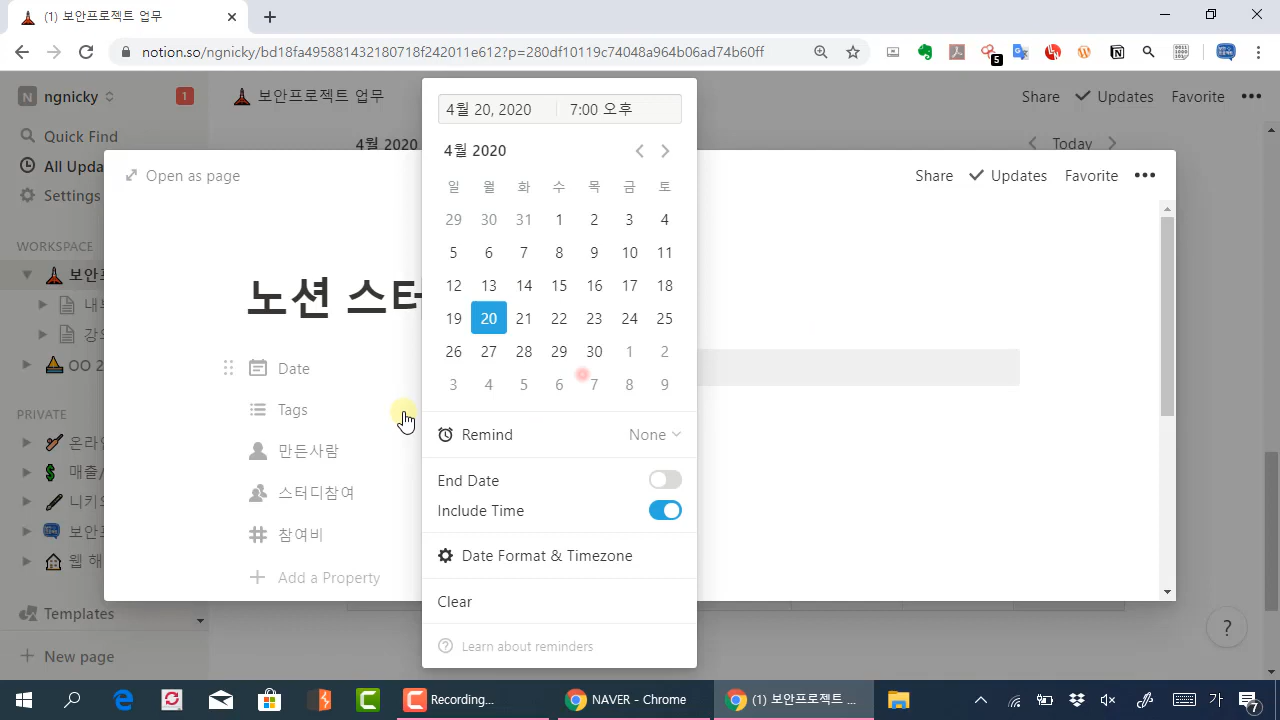 (1) 보안프로젝트 업무
notion.so/ngnicky/bd18fa495881432180718f242011e612?p=280df10119c74048a964b06ad74b60ff
5
N ngnicky 1
보안프로젝트 업무
Share Updates Favorite
Quick Find
All Upda
Settings
WORKSPACE
보안
내
강
OO 2
PRIVATE
온라인
매출/
니키
보안
웹 해
Templates
New page
4월 2020
Today
Open as page
Share Updates Favorite
노션 스터
Date
Tags
만든사람
스터디참여
참여비
Add a Property
4월 20, 2020 7:00 오후
4월 2020
일 월 화 수 목 금 토
29 30 31 1 2 3 4
5 6 7 8 9 10 11
12 13 14 15 16 17 18
19 20 21 22 23 24 25
26 27 28 29 30 1 2
3 4 5 6 7 8 9
Remind None
End Date
Include Time
Date Format & Timezone
Clear
Learn about reminders
?
Recording... NAVER - Chrome (1) 보안프로젝트 ... 가 7